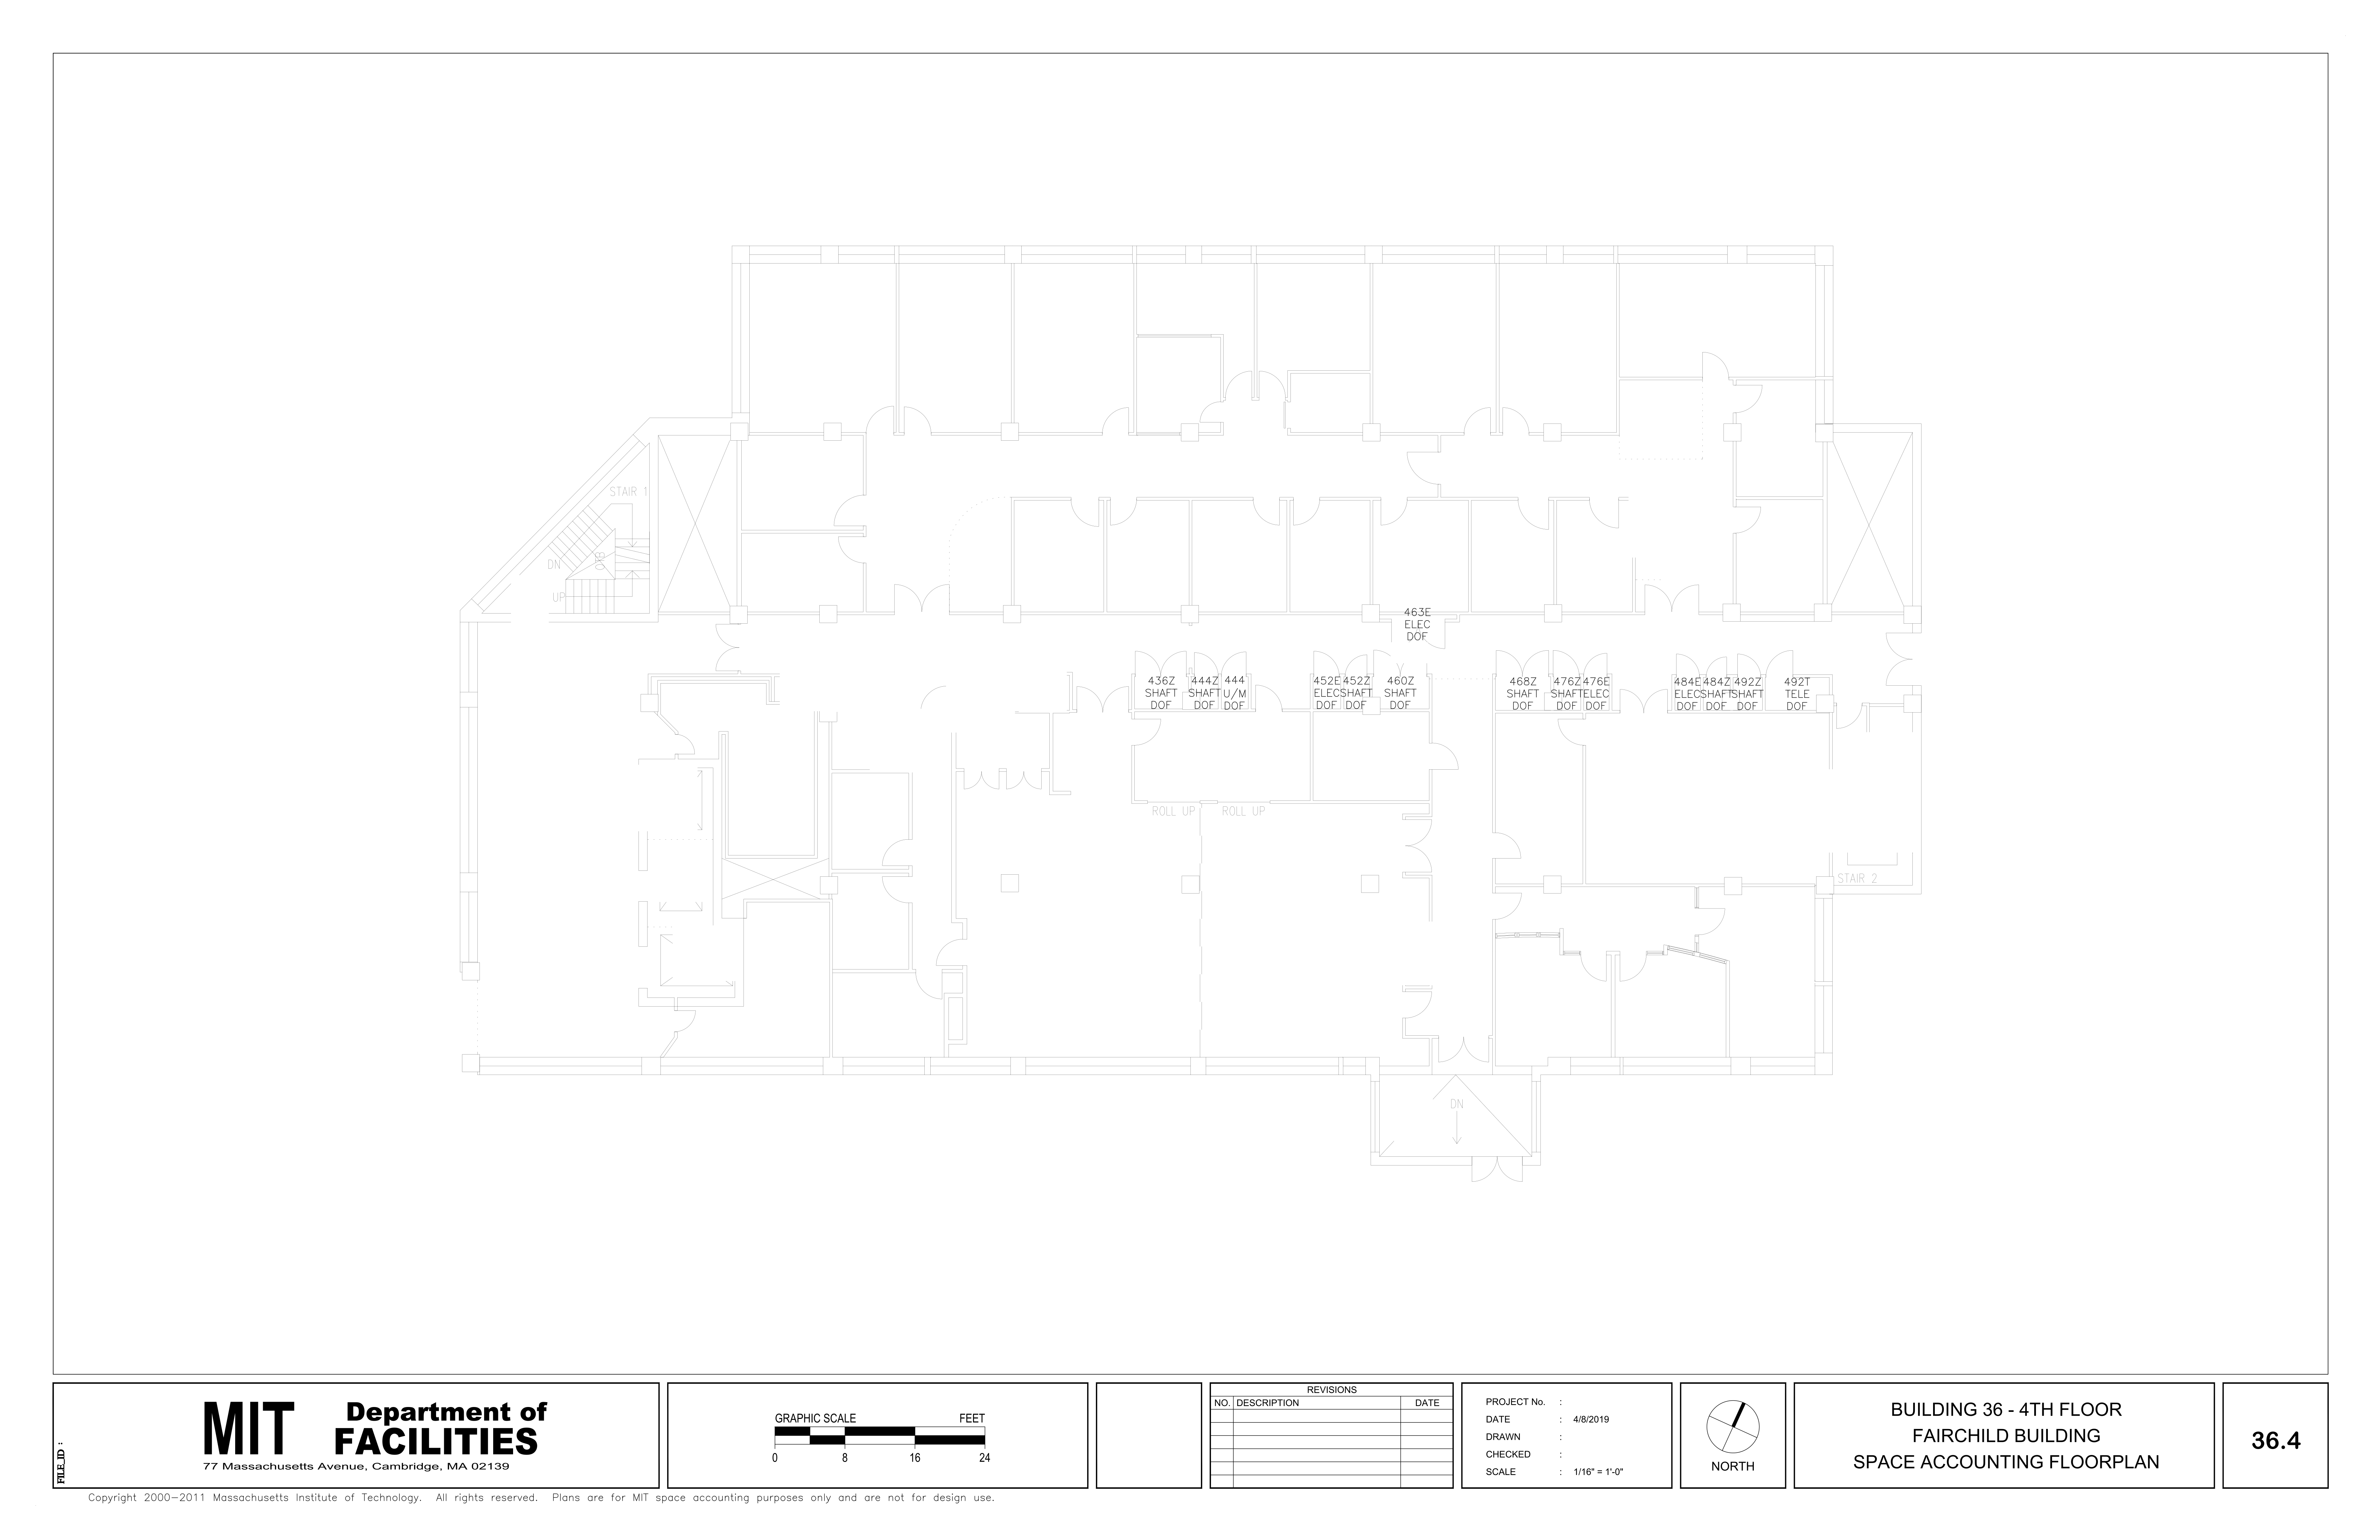 STAIR 1
DN
UP
463E
ELEC
DOF
436Z
SHAFT
DOF
444Z
SHAFT
DOF
444
U/M
DOF
452E
ELEC
DOF
452Z
SHAFT
DOF
460Z
SHAFT
DOF
468Z
SHAFT
DOF
476Z
SHAFT
DOF
476E
ELEC
DOF
484E
ELEC
DOF
484Z
SHAFT
DOF
492Z
SHAFT
DOF
492T
TELE
DOF
ROLL UP
ROLL UP
STAIR 2
DN
FILE_ID :
MIT
Department of
FACILITIES
77 Massachusetts Avenue, Cambridge, MA 02139
GRAPHIC SCALE FEET
0 8 16 24
REVISIONS
NO. DESCRIPTION DATE
PROJECT No. :
DATE : 4/8/2019
DRAWN :
CHECKED :
SCALE : 1/16" = 1'-0"
NORTH
BUILDING 36 - 4TH FLOOR
FAIRCHILD BUILDING
SPACE ACCOUNTING FLOORPLAN
36.4
Copyright 2000-2011 Massachusetts Institute of Technology. All rights reserved. Plans are for MIT space accounting purposes only and are not for design use.